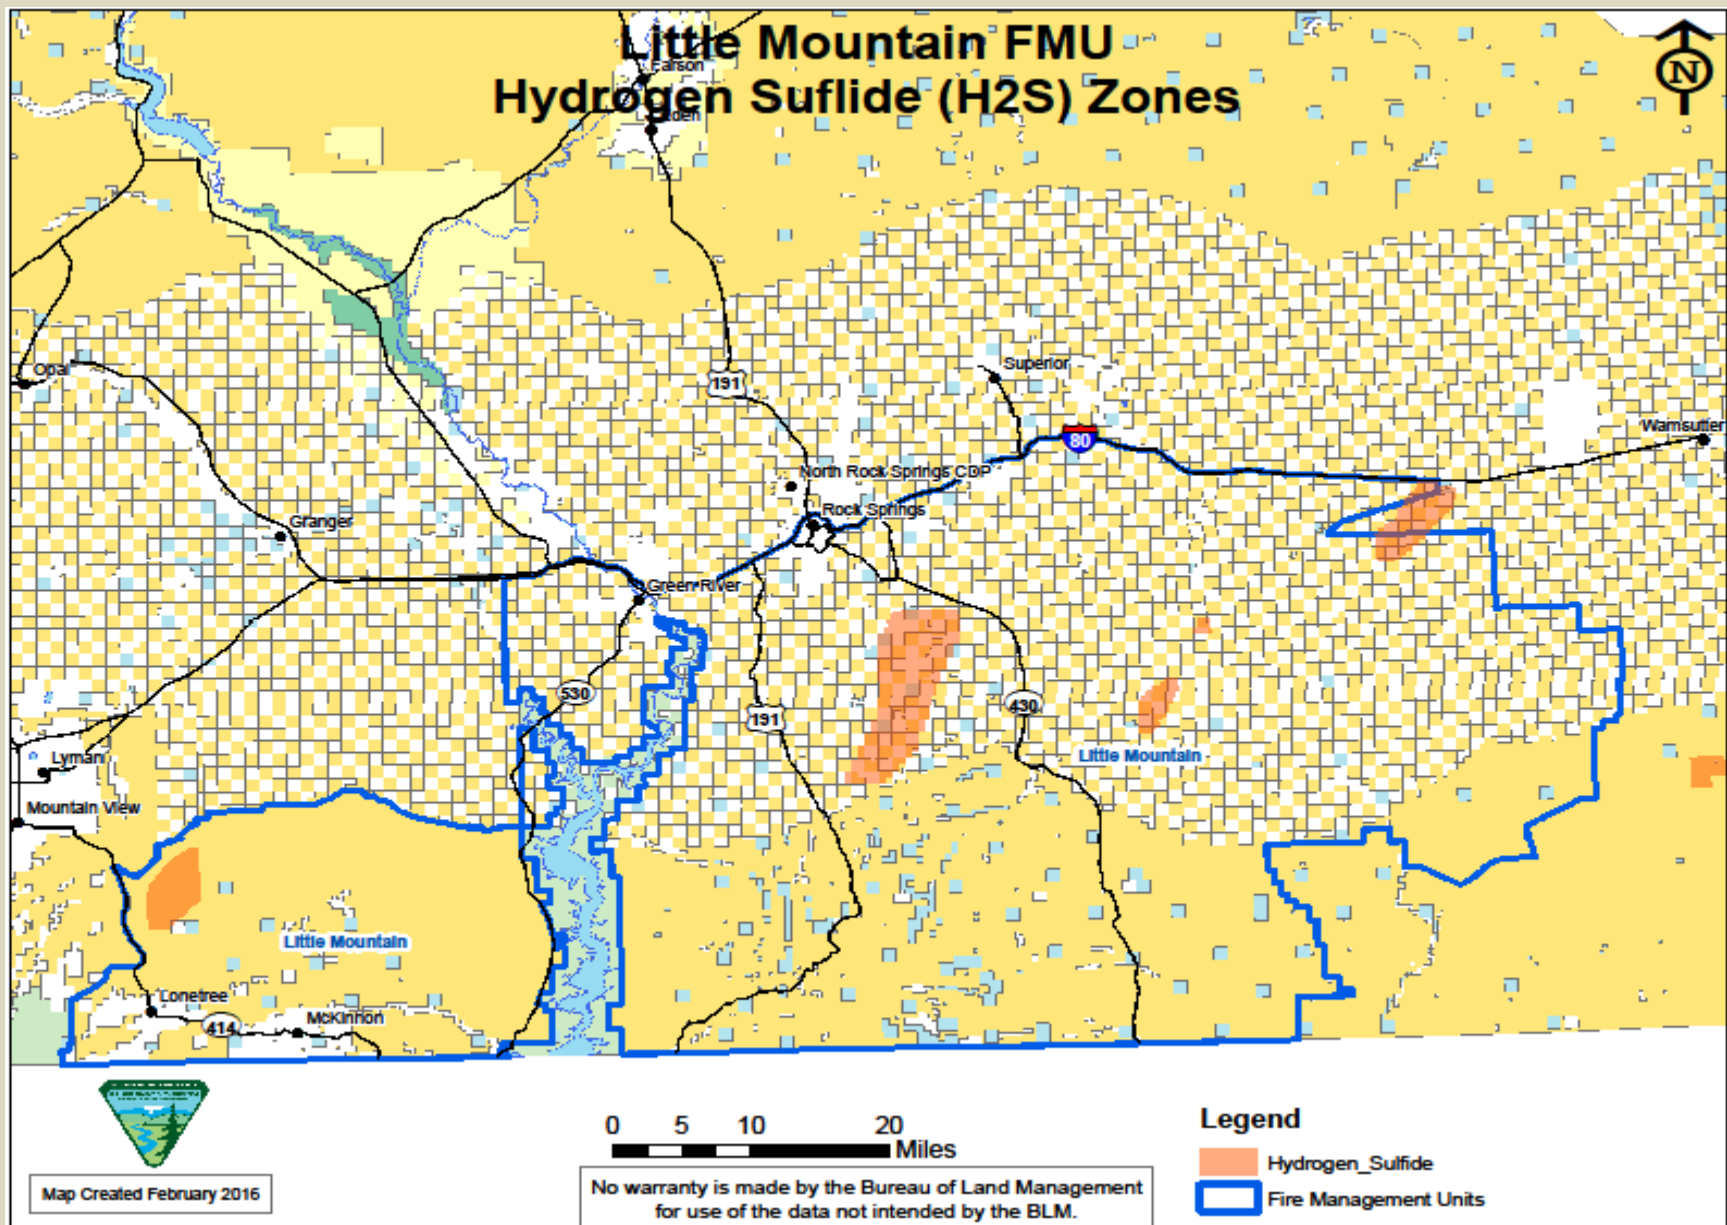 Little Mountain FMU
Hydrogen Suflide (H2S) Zones
N
Farson
Eden
Opal
191
Superior
80
Wamsutter
North Rock Springs CDP
Rock Springs
Granger
Green River
530
191
430
Little Mountain
Lyman
Mountain View
Little Mountain
Lonetree
414
McKinnon
0 5 10 20
Miles
Legend
Hydrogen_Sulfide
Fire Management Units
Map Created February 2016
No warranty is made by the Bureau of Land Management
for use of the data not intended by the BLM.